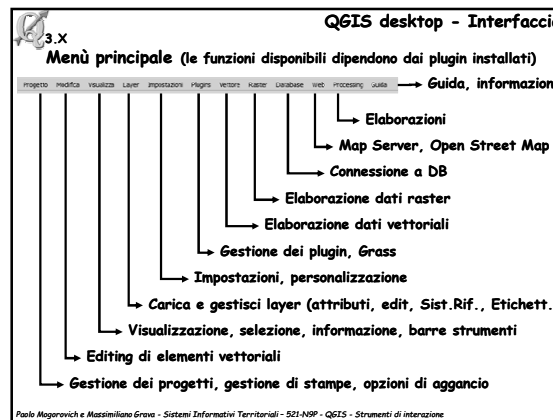 QGIS desktop - Interfacci
3.X
Menù principale (le funzioni disponibili dipendono dai plugin installati)
Progetto Modifica Visualizza Layer Impostazioni Plugins Vettore Raster Database Web Processing Guida
Guida, informazion
Elaborazioni
Map Server, Open Street Map
Connessione a DB
Elaborazione dati raster
Elaborazione dati vettoriali
Gestione dei plugin, Grass
Impostazioni, personalizzazione
Carica e gestisci layer (attributi, edit, Sist.Rif., Etichett.
Visualizzazione, selezione, informazione, barre strumenti
Editing di elementi vettoriali
Gestione dei progetti, gestione di stampe, opzioni di aggancio
Paolo Mogorovich e Massimiliano Grava - Sistemi Informativi Territoriali - 521-N9P - QGIS - Strumenti di interazione